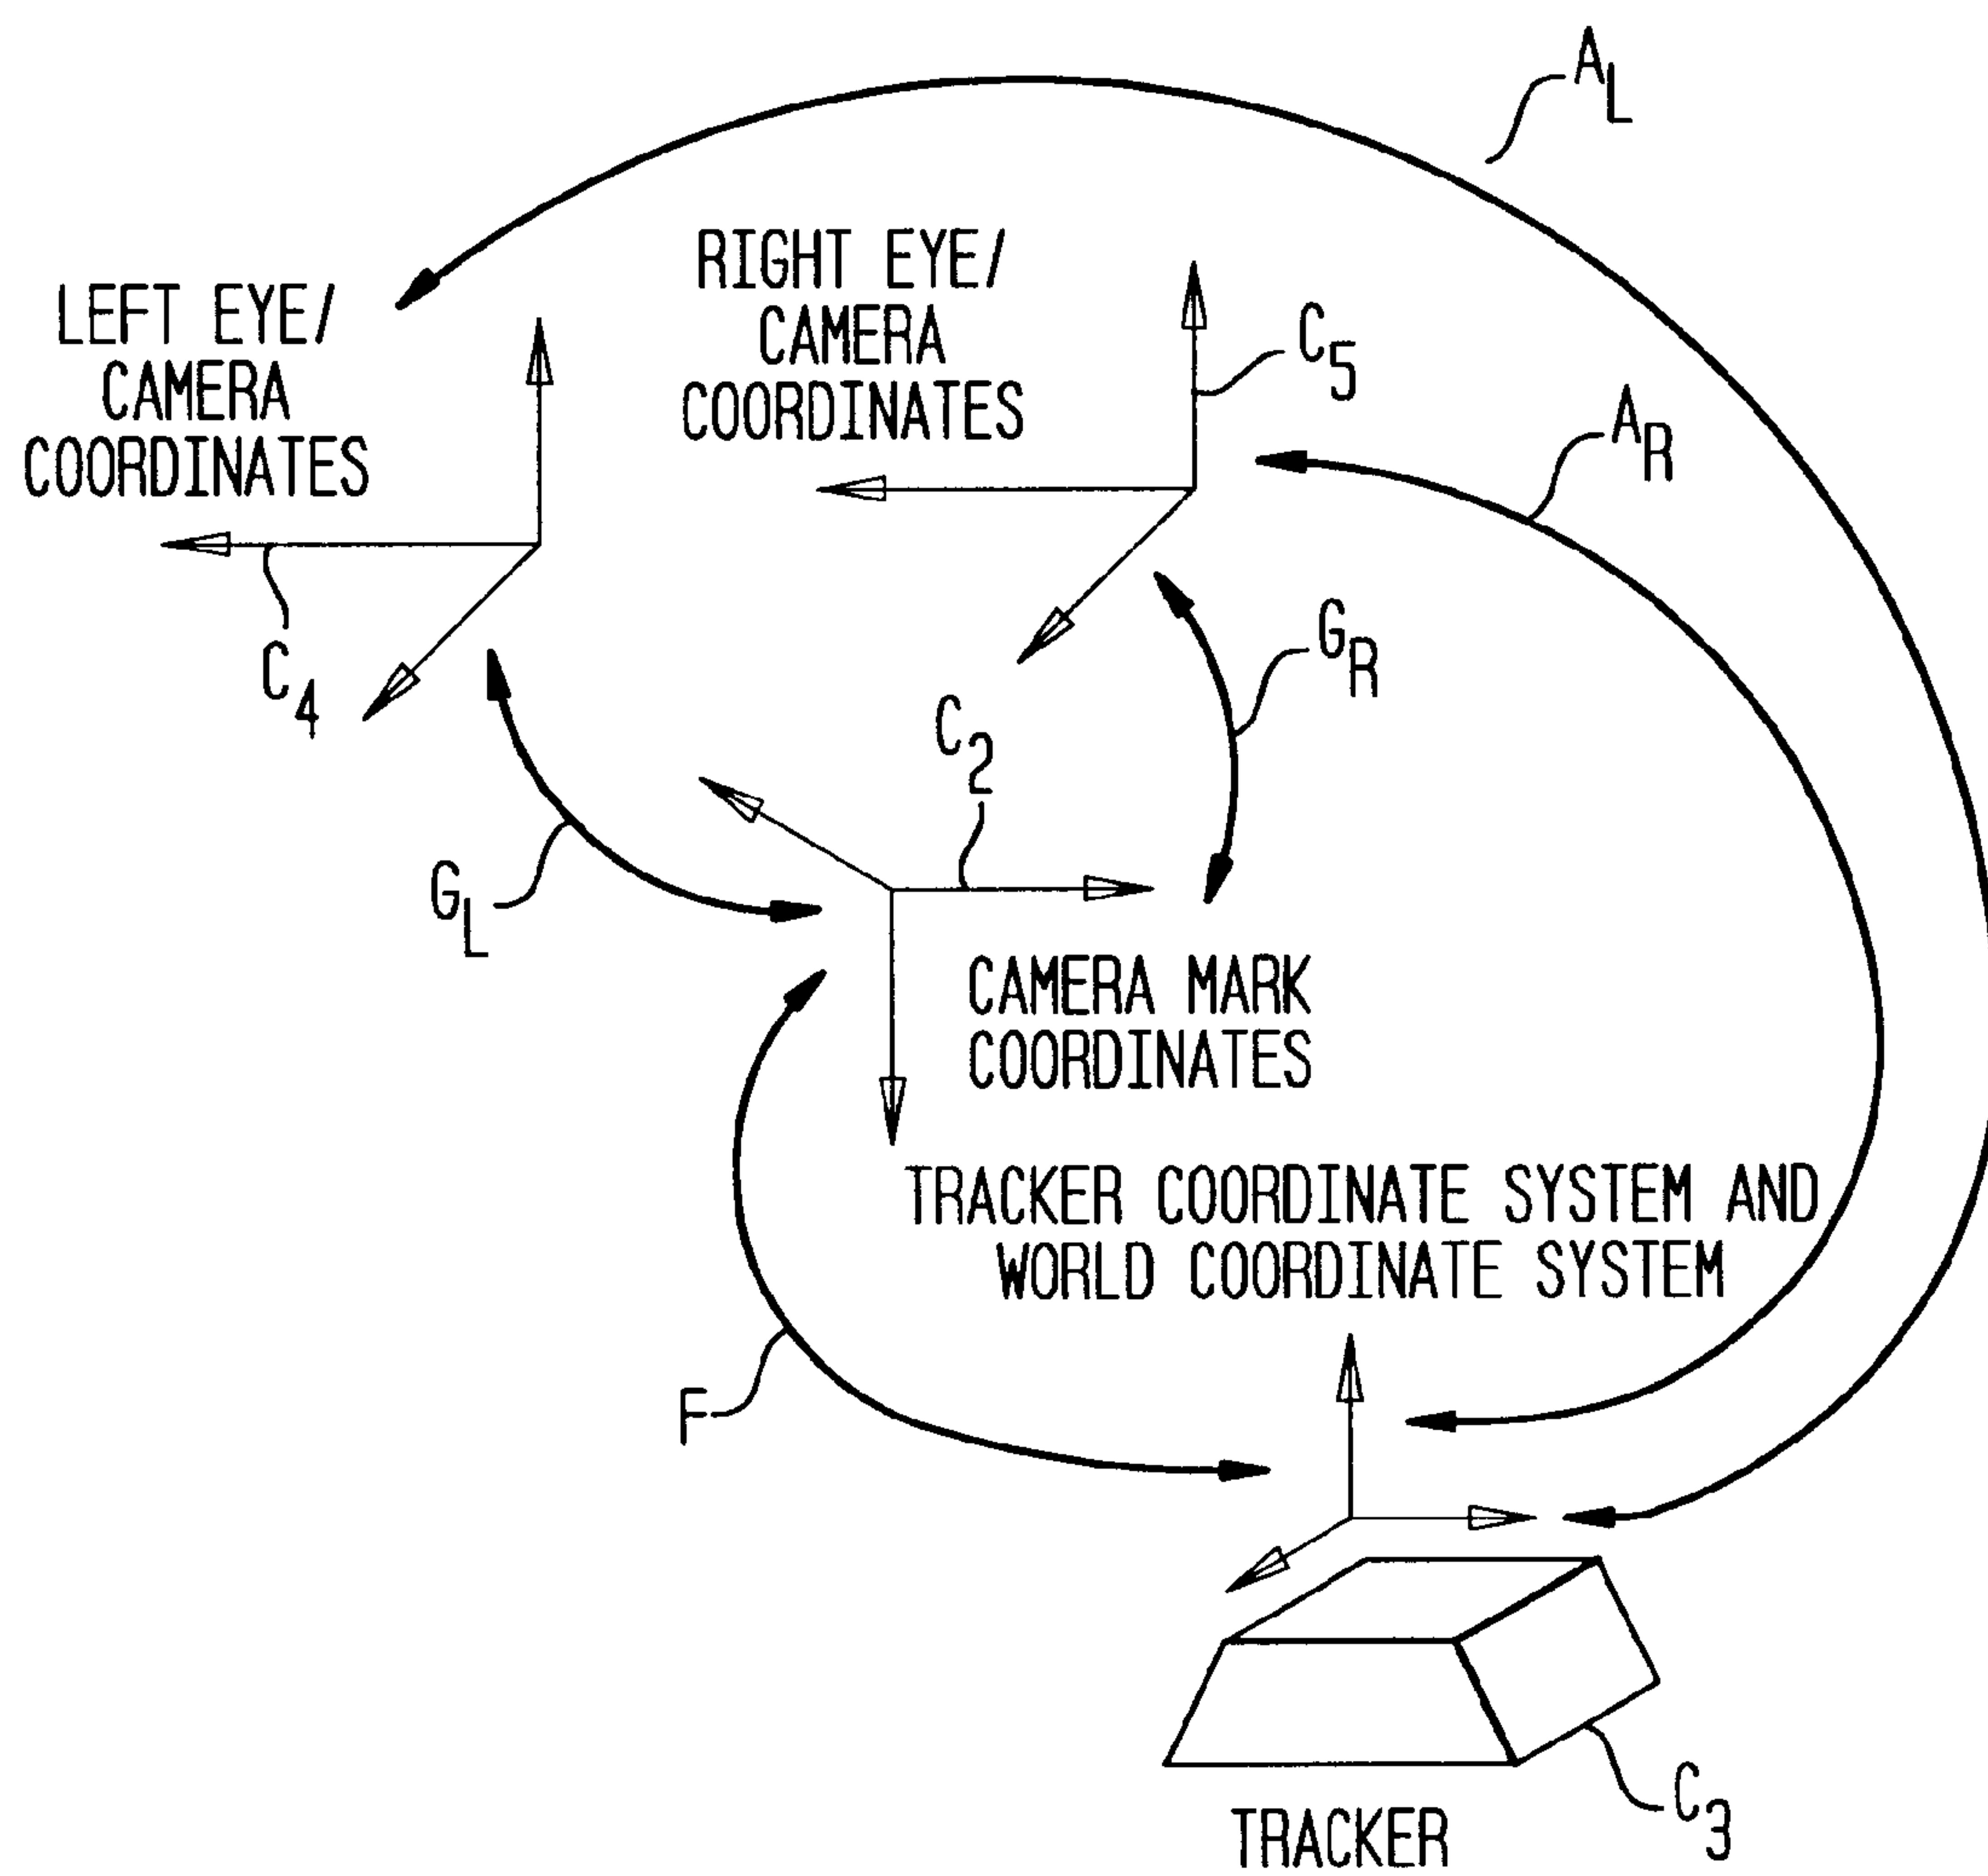 A_L
LEFT EYE/
CAMERA
COORDINATES
RIGHT EYE/
CAMERA
COORDINATES
C_5
A_R
C_4
G_R
C_2
G_L
CAMERA MARK
COORDINATES
TRACKER COORDINATE SYSTEM AND
WORLD COORDINATE SYSTEM
F
C_3
TRACKER